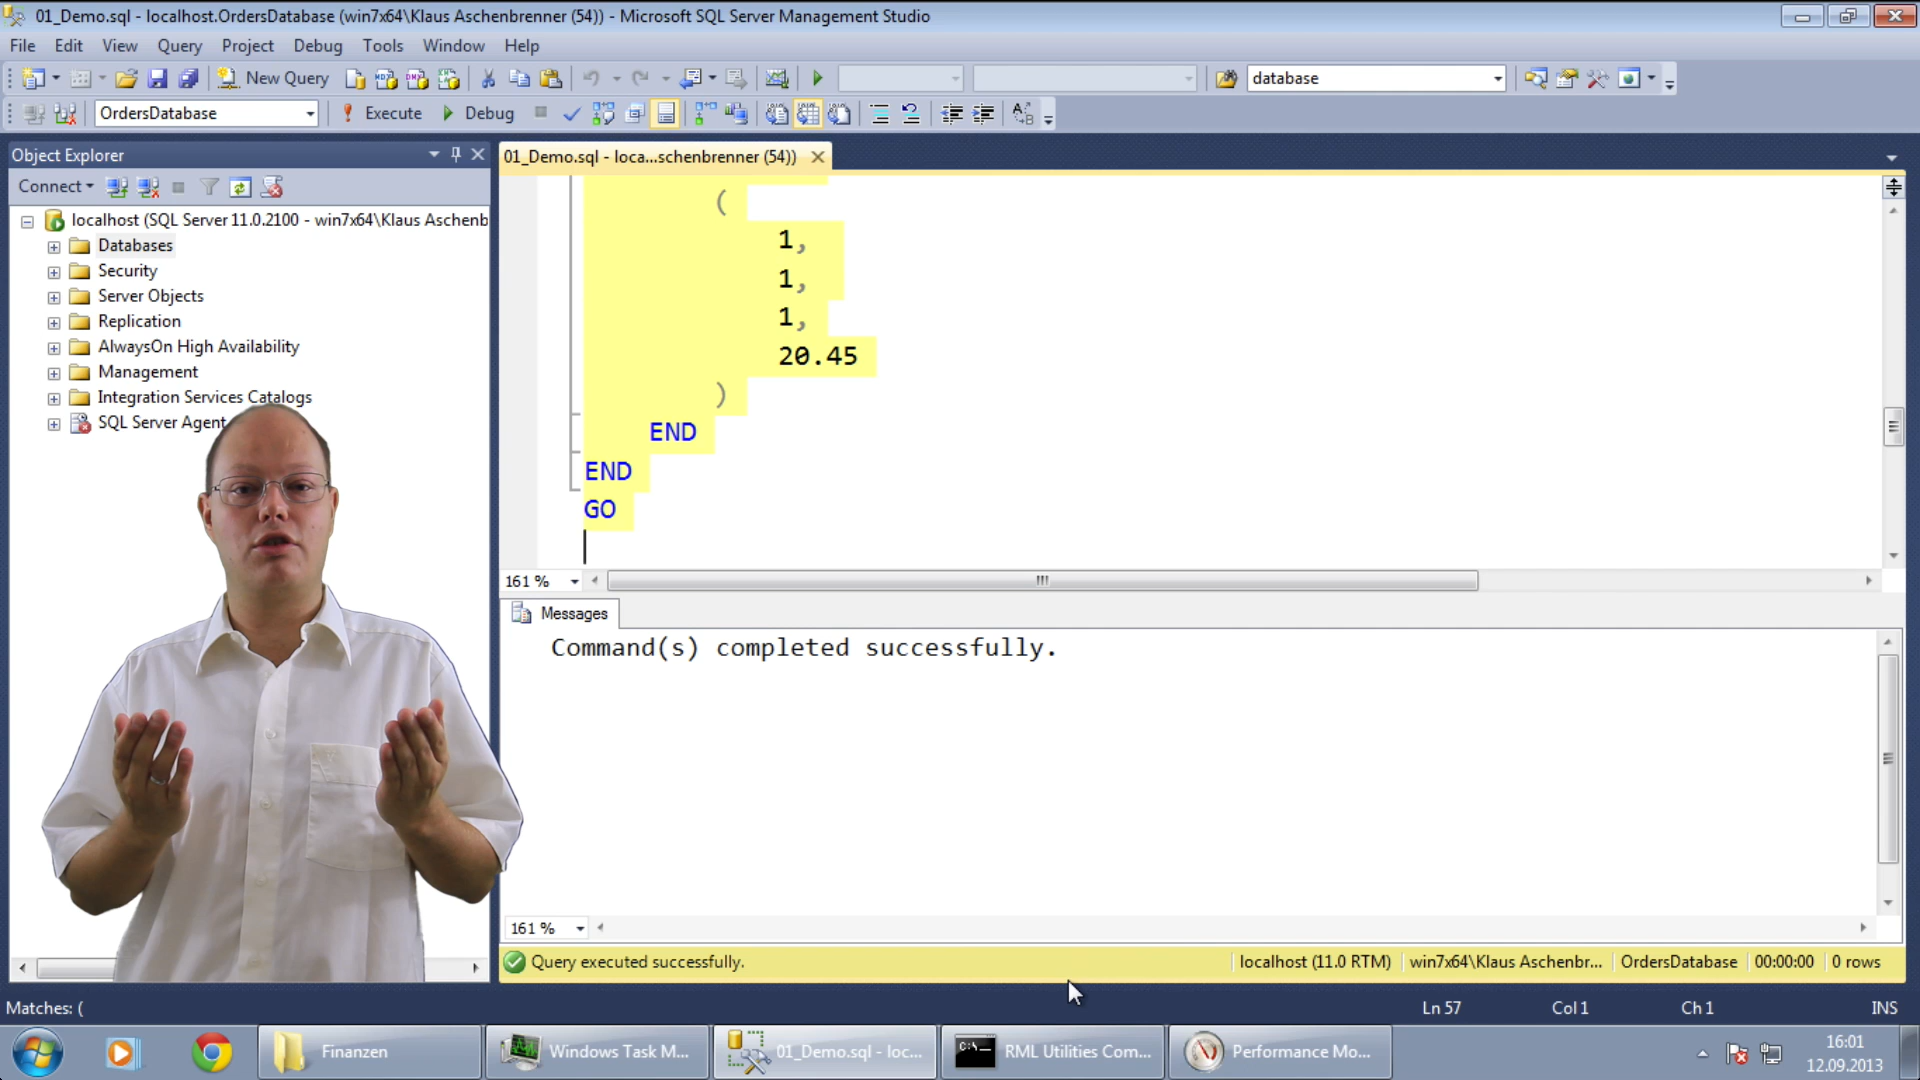 01_Demo.sql - localhost.OrdersDatabase (win7x64\Klaus Aschenbrenner (54)) - Microsoft SQL Server Management Studio
File Edit View Query Project Debug Tools Window Help
New Query database
OrdersDatabase Execute Debug
Object Explorer
Connect
localhost (SQL Server 11.0.2100 - win7x64\Klaus Aschenb
Databases
Security
Server Objects
Replication
AlwaysOn High Availability
Management
Integration Services Catalogs
SQL Server Agent
01_Demo.sql - loca...schenbrenner (54))
(
1,
1,
1,
20.45
)
END
END
GO
161 %
Messages
Command(s) completed successfully.
161 %
Query executed successfully. localhost (11.0 RTM) win7x64\Klaus Aschenbr... OrdersDatabase 00:00:00 0 rows
Matches: ( Ln 57 Col 1 Ch 1 INS
Finanzen Windows Task M... 01_Demo.sql - loc... RML Utilities Com... Performance Mo... 16:01
12.09.2013